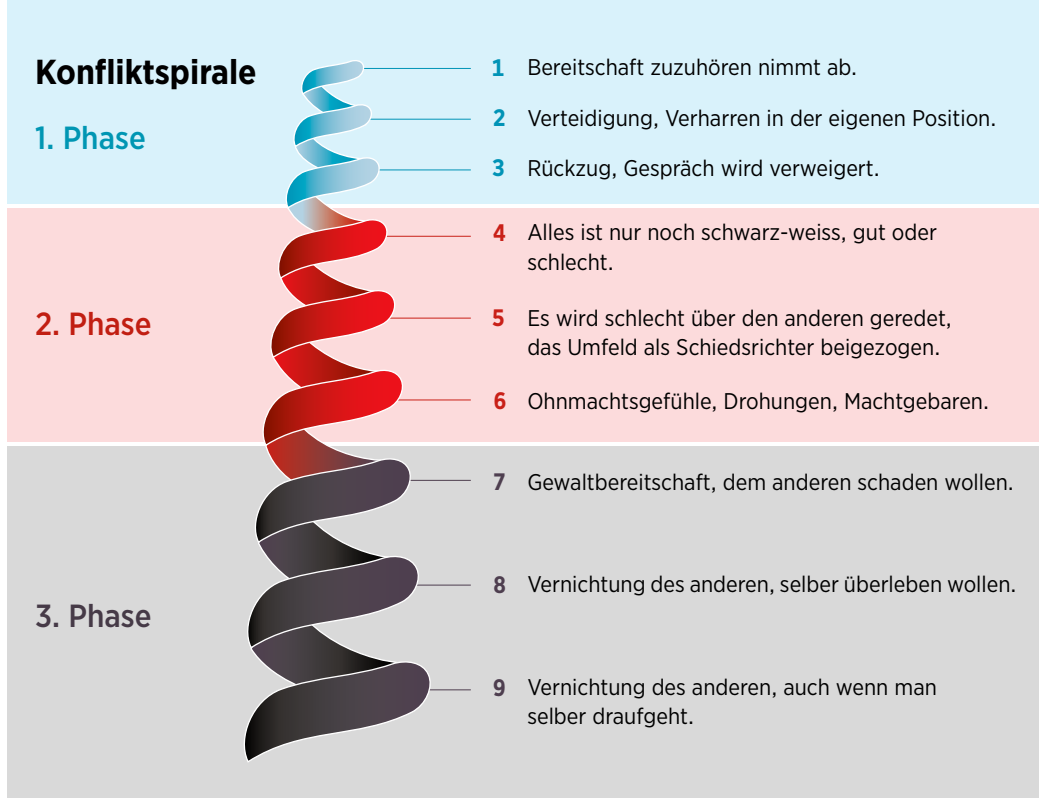 Konfliktspirale
1. Phase
1 Bereitschaft zuzuhören nimmt ab.
2 Verteidigung, Verharren in der eigenen Position.
3 Rückzug, Gespräch wird verweigert.
2. Phase
4 Alles ist nur noch schwarz-weiss, gut oder
schlecht.
5 Es wird schlecht über den anderen geredet,
das Umfeld als Schiedsrichter beigezogen.
6 Ohnmachtsgefühle, Drohungen, Machtgebaren.
3. Phase
7 Gewaltbereitschaft, dem anderen schaden wollen.
8 Vernichtung des anderen, selber überleben wollen.
9 Vernichtung des anderen, auch wenn man
selber draufgeht.